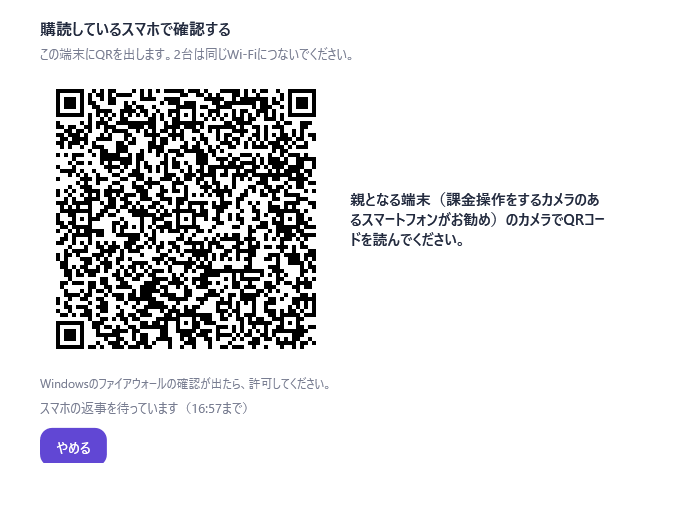 購読しているスマホで確認する
この端末にQRを出します。2台は同じWi-Fiにつないでください。
親となる端末（課金操作をするカメラのあ
るスマートフォンがお勧め）のカメラでQRコー
ドを読んでください。
Windowsのファイアウォールの確認が出たら、許可してください。
スマホの返事を待っています（16:57まで）
やめる